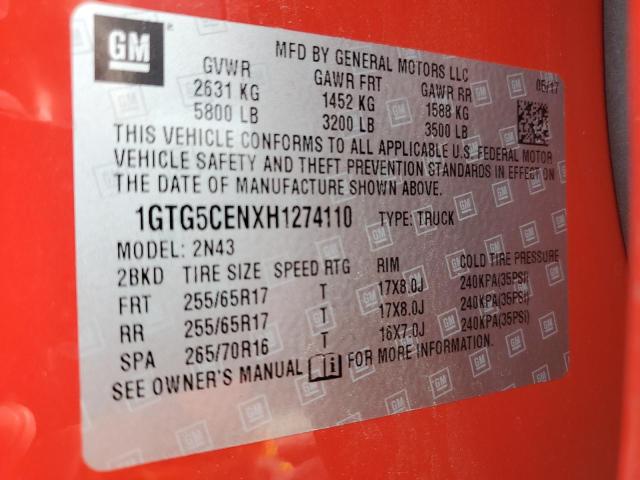 GM
MFD BY GENERAL MOTORS LLC
GVWR GAWR FRT GAWR RR 05/17
2631 KG 1452 KG 1588 KG
5800 LB 3200 LB 3500 LB
THIS VEHICLE CONFORMS TO ALL APPLICABLE U.S. FEDERAL MOTOR
VEHICLE SAFETY AND THEFT PREVENTION STANDARDS IN EFFECT ON
THE DATE OF MANUFACTURE SHOWN ABOVE.
1GTG5CENXH1274110 TYPE: TRUCK
MODEL: 2N43
2BKD TIRE SIZE SPEED RTG RIM COLD TIRE PRESSURE
FRT 255/65R17 T 17X8.0J 240KPA(35PSI)
RR 255/65R17 T 17X8.0J 240KPA(35PSI)
SPA 265/70R16 T 16X7.0J 240KPA(35PSI)
SEE OWNER'S MANUAL FOR MORE INFORMATION.